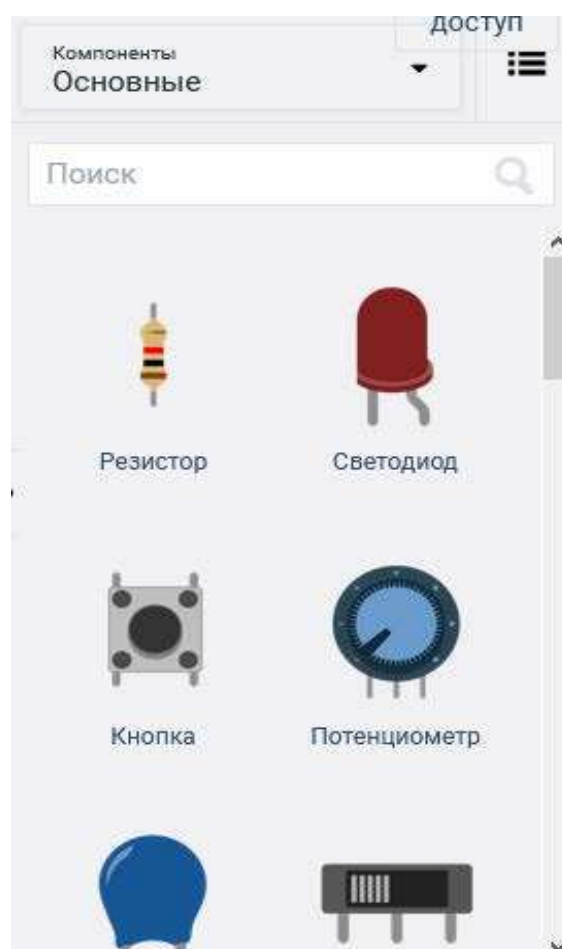 доступ
Компоненты
Основные
Поиск
Резистор
Светодиод
Кнопка
Потенциометр